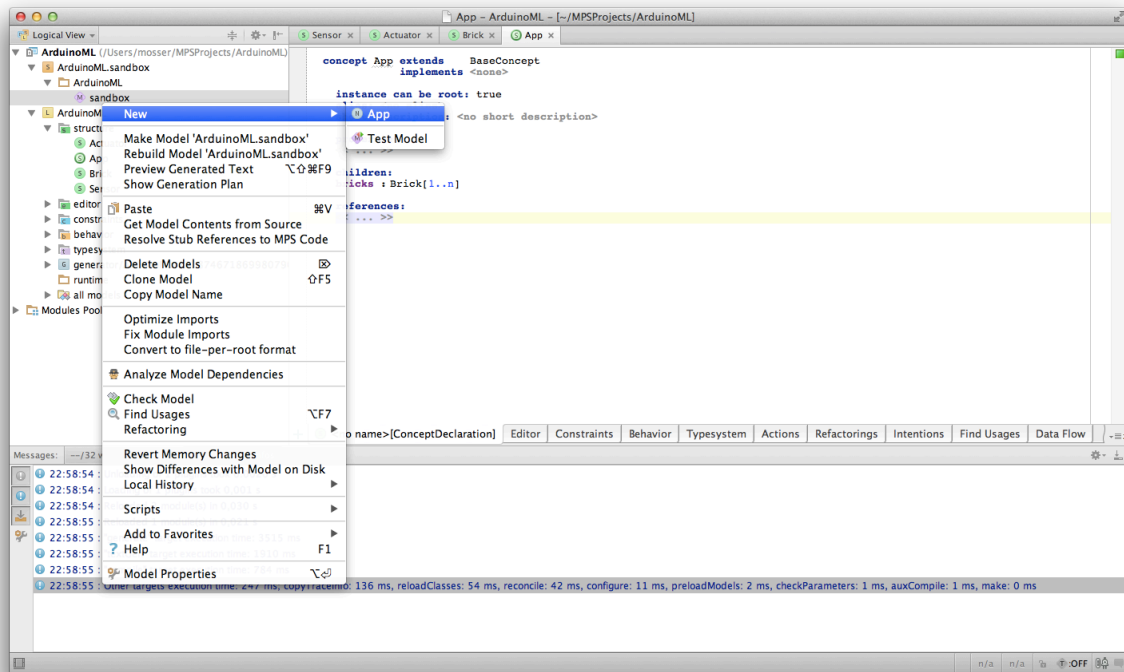 App – ArduinoML – [~/MPSProjects/ArduinoML]
Logical View
Sensor
Actuator
Brick
App
ArduinoML (/Users/mosser/MPSProjects/ArduinoML)
ArduinoML.sandbox
ArduinoML
sandbox
concept App extends BaseConcept
implements <none>
instance can be root: true
: <no short description>
... >>
children:
Brick[1..n]
... >>
New
App
Test Model
Make Model 'ArduinoML.sandbox'
Rebuild Model 'ArduinoML.sandbox'
Preview Generated Text ⌥⇧⌘F9
Show Generation Plan
Paste ⌘V
Get Model Contents from Source
Resolve Stub References to MPS Code
Delete Models ⌦
Clone Model ⇧F5
Copy Model Name
Optimize Imports
Fix Module Imports
Convert to file-per-root format
Analyze Model Dependencies
Check Model
Find Usages ⌥F7
Refactoring
Revert Memory Changes
Show Differences with Model on Disk
Local History
Scripts
Add to Favorites
Help F1
Model Properties ⌥⏎
Modules Pool
name>[ConceptDeclaration]
Editor
Constraints
Behavior
Typesystem
Actions
Refactorings
Intentions
Find Usages
Data Flow
Messages:
22:58:54 :
22:58:54 :
22:58:54 :
22:58:55 :
22:58:55 :
22:58:55 :
22:58:55 :
22:58:55 : Other targets execution time: 247 ms, copyTraceInfo: 136 ms, reloadClasses: 54 ms, reconcile: 42 ms, configure: 11 ms, preloadModels: 2 ms, checkParameters: 1 ms, auxCompile: 1 ms, make: 0 ms
n/a
n/a
T:OFF